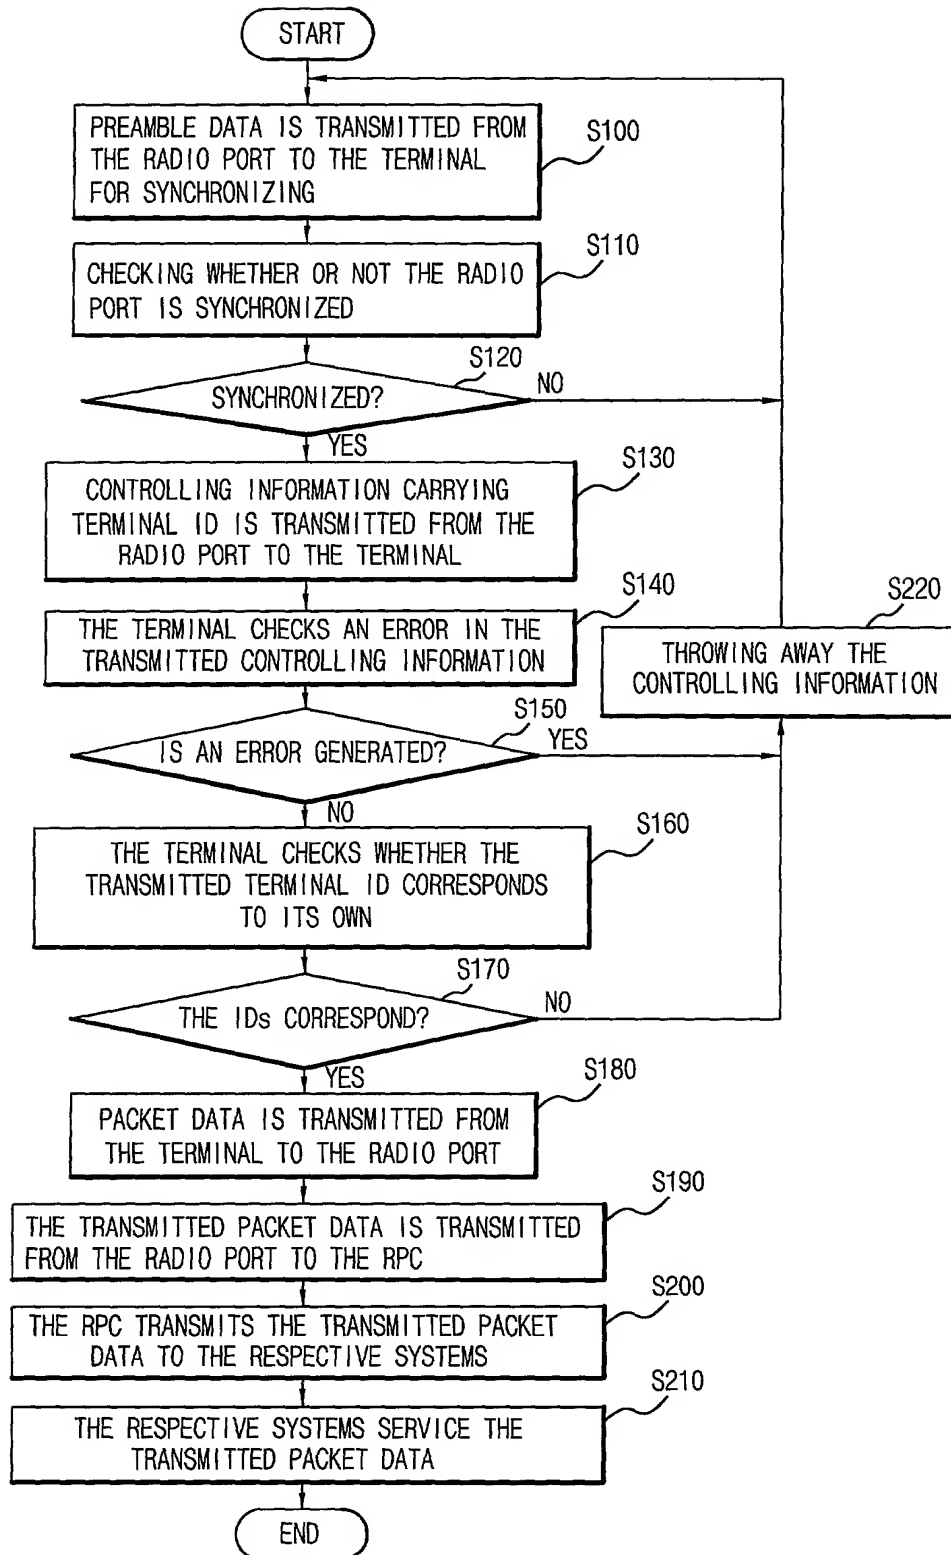 START
PREAMBLE DATA IS TRANSMITTED FROM
THE RADIO PORT TO THE TERMINAL
FOR SYNCHRONIZING
S100
CHECKING WHETHER OR NOT THE RADIO
PORT IS SYNCHRONIZED
S110
SYNCHRONIZED?
S120
NO
YES
CONTROLLING INFORMATION CARRYING
TERMINAL ID IS TRANSMITTED FROM THE
RADIO PORT TO THE TERMINAL
S130
THE TERMINAL CHECKS AN ERROR IN THE
TRANSMITTED CONTROLLING INFORMATION
S140
THROWING AWAY THE
CONTROLLING INFORMATION
S220
IS AN ERROR GENERATED?
S150
YES
NO
THE TERMINAL CHECKS WHETHER THE
TRANSMITTED TERMINAL ID CORRESPONDS
TO ITS OWN
S160
THE IDs CORRESPOND?
S170
NO
YES
PACKET DATA IS TRANSMITTED FROM
THE TERMINAL TO THE RADIO PORT
S180
THE TRANSMITTED PACKET DATA IS TRANSMITTED
FROM THE RADIO PORT TO THE RPC
S190
THE RPC TRANSMITS THE TRANSMITTED PACKET
DATA TO THE RESPECTIVE SYSTEMS
S200
THE RESPECTIVE SYSTEMS SERVICE THE
TRANSMITTED PACKET DATA
S210
END